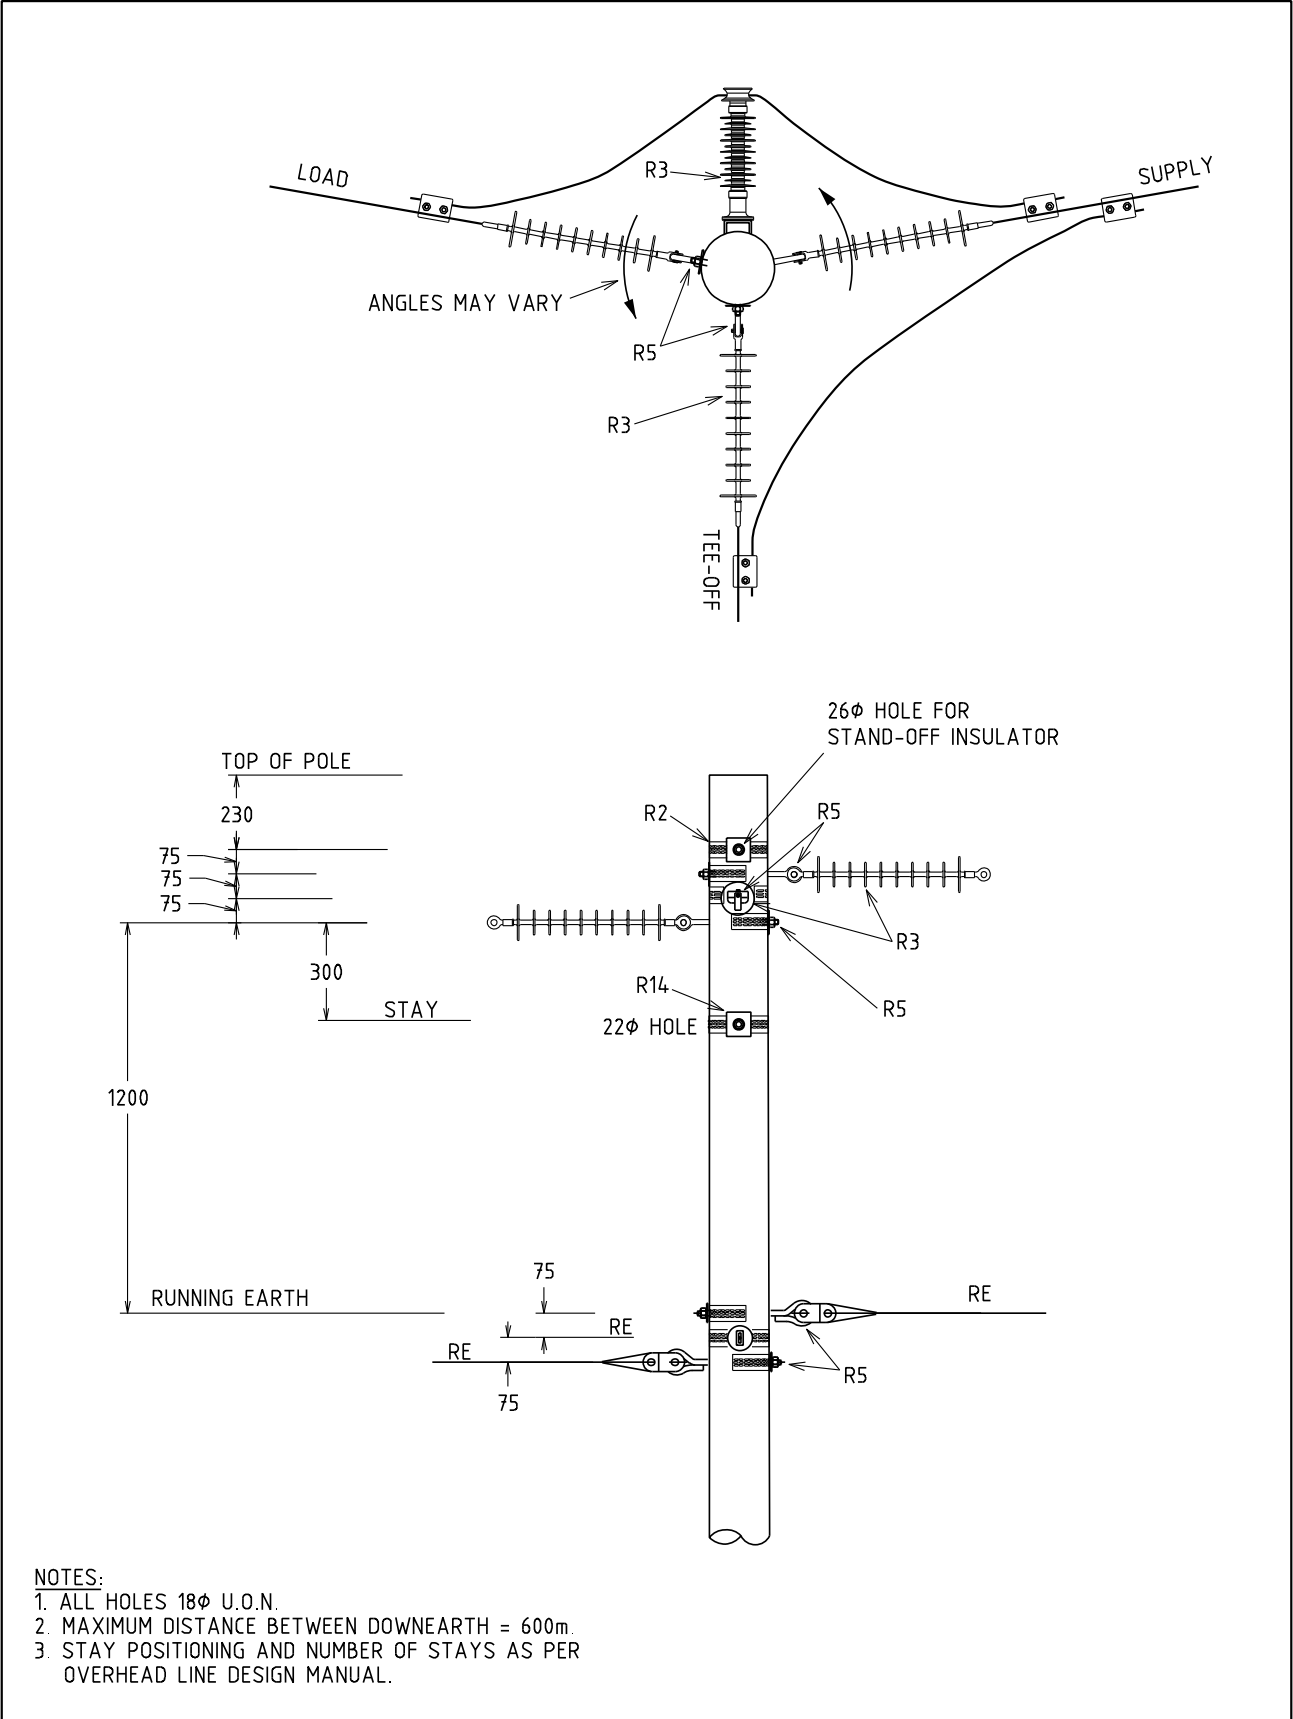 LOAD
SUPPLY
R3
ANGLES MAY VARY
R5
R3
TEE-OFF
26φ HOLE FOR
STAND-OFF INSULATOR
TOP OF POLE
230
R2
R5
75
75
75
R3
300
R14
STAY
R5
22φ HOLE
1200
75
RUNNING EARTH
RE
RE
RE
R5
75
NOTES:
1. ALL HOLES 18φ U.O.N.
2. MAXIMUM DISTANCE BETWEEN DOWNEARTH = 600m.
3. STAY POSITIONING AND NUMBER OF STAYS AS PER
OVERHEAD LINE DESIGN MANUAL.